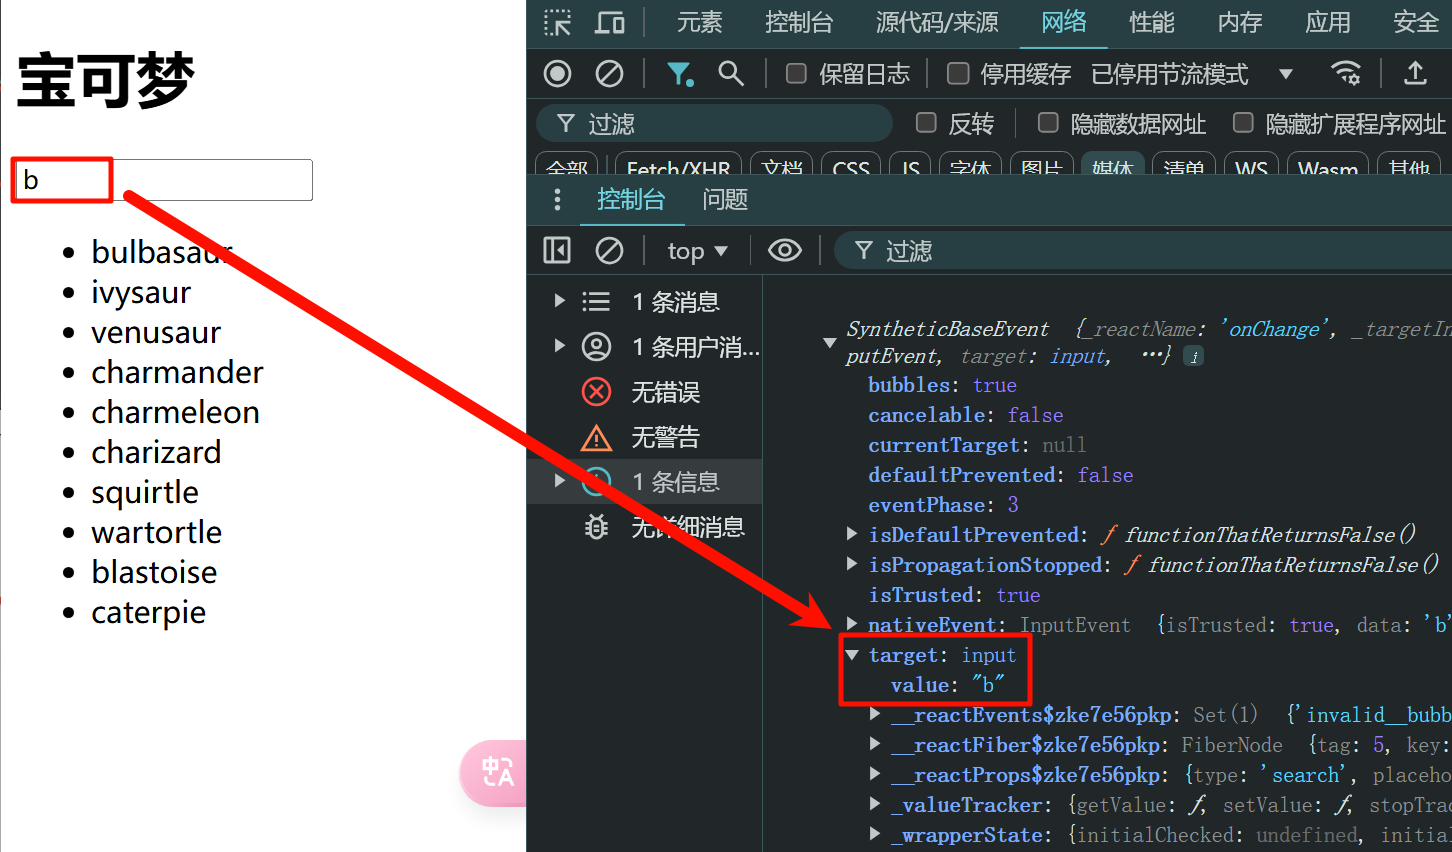 宝可梦
b
bulbasaur
ivysaur
venusaur
charmander
charmeleon
charizard
squirtle
wartortle
blastoise
caterpie
中A
元素 控制台 源代码/来源 网络 性能 内存 应用 安全
保留日志 停用缓存 已停用节流模式
过滤 反转 隐藏数据网址 隐藏扩展程序网址
全部 Fetch/XHR 文档 CSS JS 字体 图片 媒体 清单 WS Wasm 其他
控制台 问题
top 过滤
1 条消息
1 条用户消…
无错误
无警告
1 条信息
无详细消息
SyntheticBaseEvent {_reactName: 'onChange', _targetIn
putEvent, target: input, …} i
bubbles: true
cancelable: false
currentTarget: null
defaultPrevented: false
eventPhase: 3
isDefaultPrevented: ƒ functionThatReturnsFalse()
isPropagationStopped: ƒ functionThatReturnsFalse()
isTrusted: true
nativeEvent: InputEvent {isTrusted: true, data: 'b'
target: input
value: "b"
__reactEvents$zke7e56pkp: Set(1) {'invalid__bubb
__reactFiber$zke7e56pkp: FiberNode {tag: 5, key:
__reactProps$zke7e56pkp: {type: 'search', placeho
_valueTracker: {getValue: ƒ, setValue: ƒ, stopTrac
_wrapperState: {initialChecked: undefined, initia